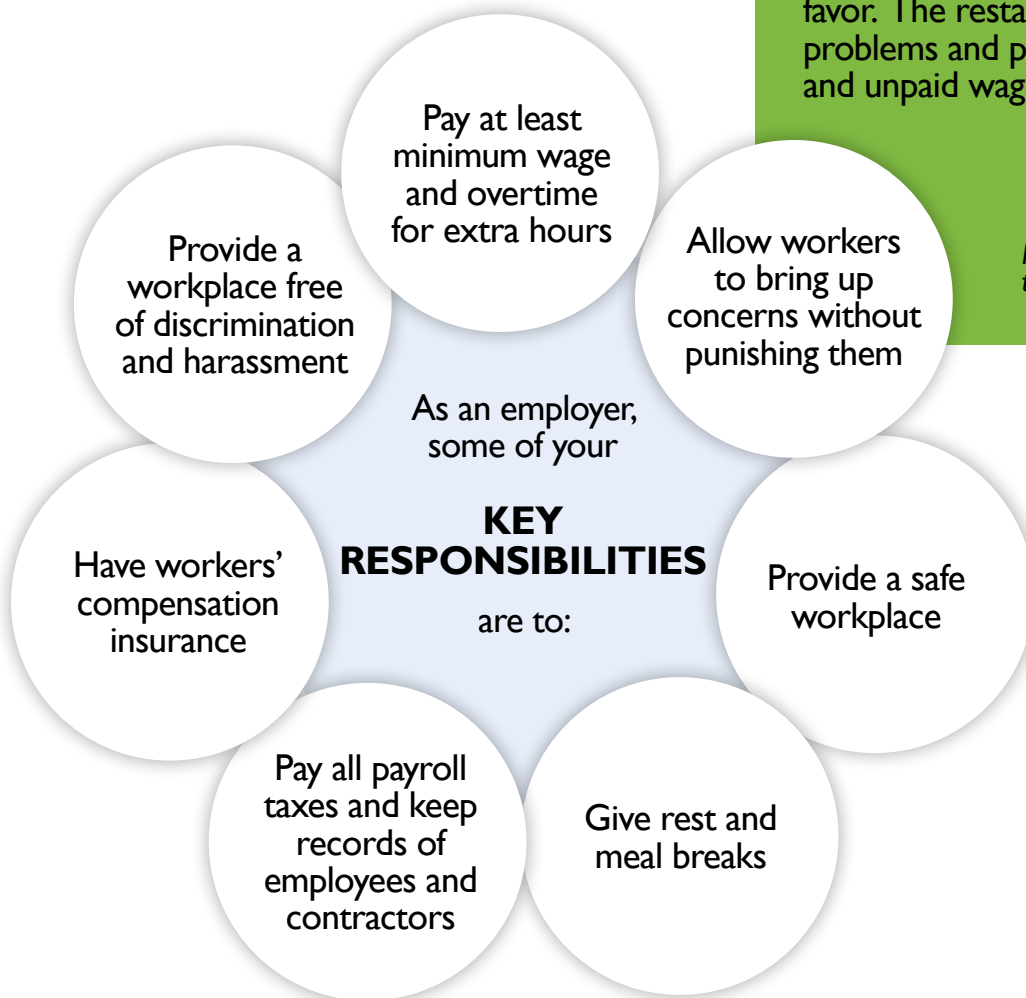 favor. The
problems and
and unpaid
Pay at least
minimum wage
and overtime
for extra hours
Allow workers
to bring up
concerns without
punishing them
Provide a safe
workplace
Give rest and
meal breaks
Pay all payroll
taxes and keep
records of
employees and
contractors
Have workers’
compensation
insurance
Provide a
workplace free
of discrimination
and harassment
As an employer,
some of your
KEY
RESPONSIBILITIES
are to: